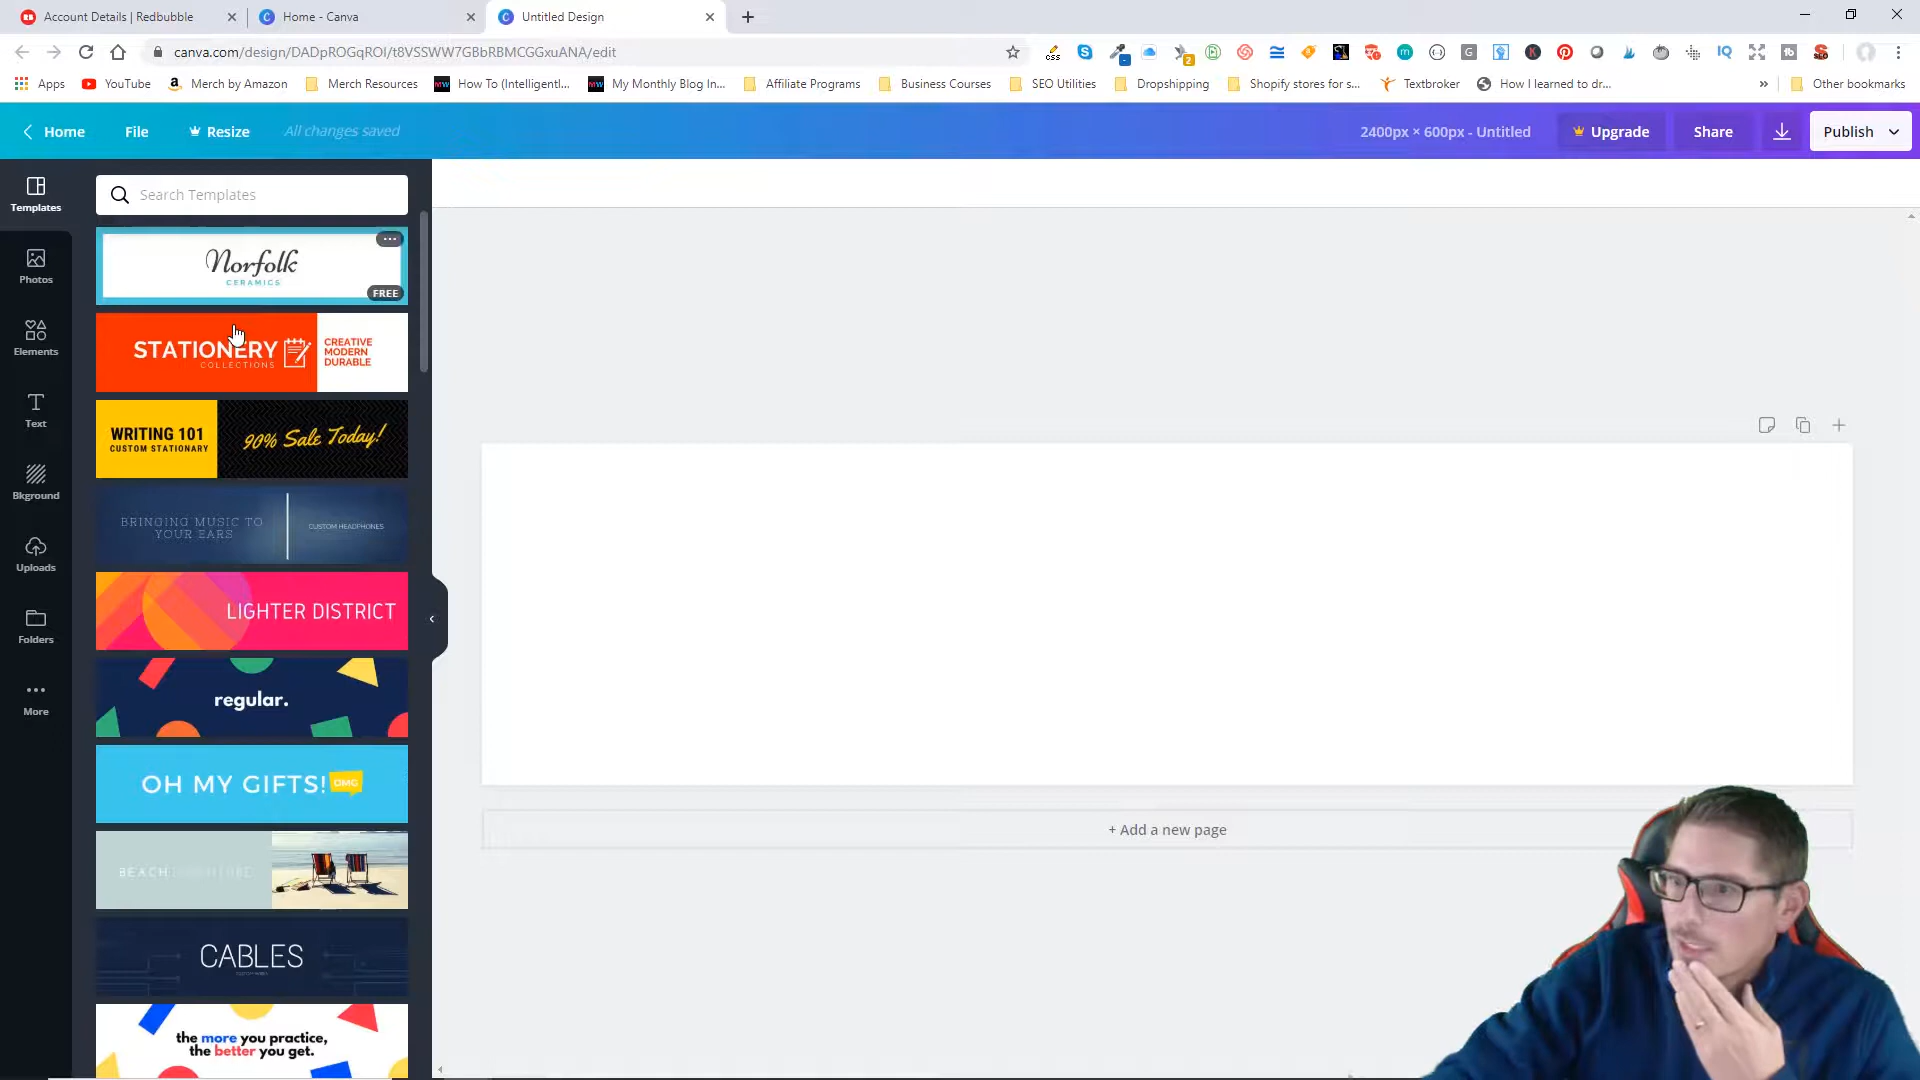 Account Details | Redbubble
Home - Canva
Untitled Design
canva.com/design/DADpROGqROI/t8VSSWW7GBbRBMCGGxuANA/edit
Apps
YouTube
Merch by Amazon
Merch Resources
How To (Intelligentl...
My Monthly Blog In...
Affiliate Programs
Business Courses
SEO Utilities
Dropshipping
Shopify stores for s...
Textbroker
How I learned to dr...
Other bookmarks
Home
File
Resize
All changes saved
2400px × 600px - Untitled
Upgrade
Share
Publish
Templates
Photos
Elements
Text
Bkground
Uploads
Folders
More
Search Templates
Norfolk
CERAMICS
FREE
STATIONERY
COLLECTIONS
CREATIVE
MODERN
DURABLE
WRITING 101
CUSTOM STATIONARY
90% Sale Today!
BRINGING MUSIC TO
YOUR EARS
CUSTOM HEADPHONES
LIGHTER DISTRICT
regular.
OH MY GIFTS!
OMG
BEACH
CABLES
the more you practice,
the better you get.
+ Add a new page